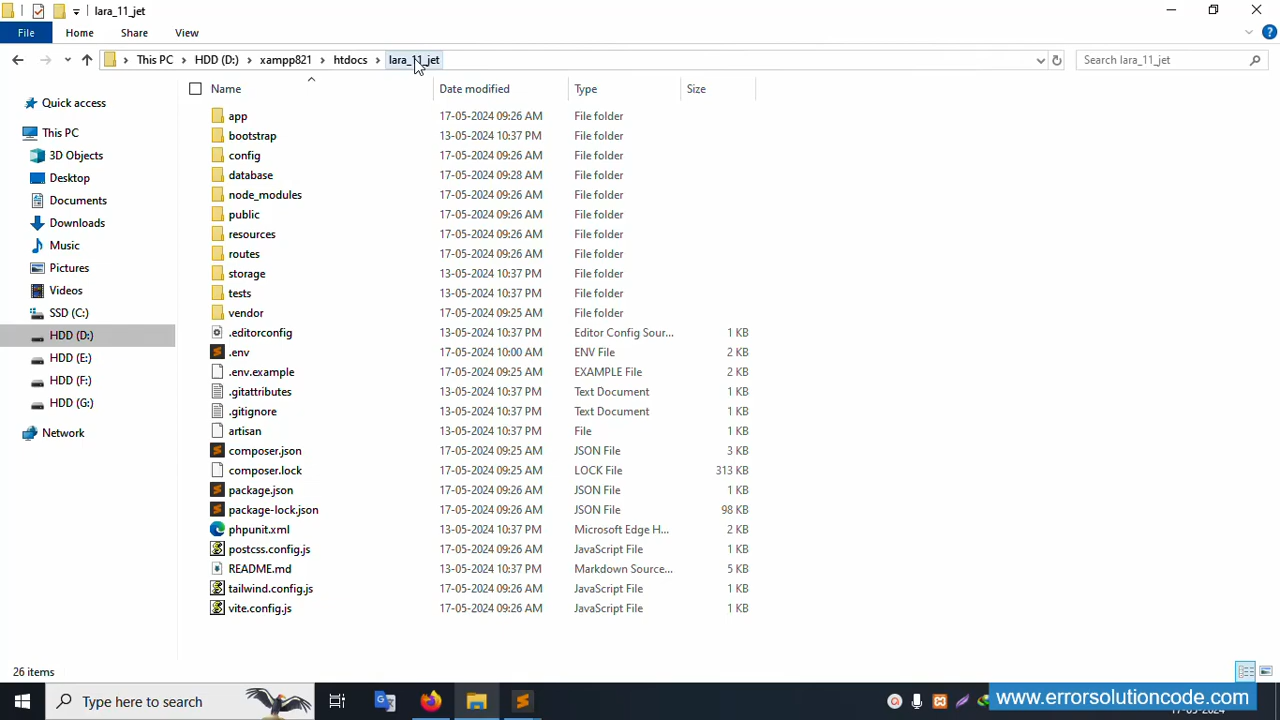 lara_11_jet
File Home Share View
This PC HDD (D:) xampp821 htdocs lara_11_jet Search lara_11_jet
Name Date modified Type Size
Quick access
This PC
3D Objects
Desktop
Documents
Downloads
Music
Pictures
Videos
SSD (C:)
HDD (D:)
HDD (E:)
HDD (F:)
HDD (G:)
Network
app 17-05-2024 09:26 AM File folder
bootstrap 13-05-2024 10:37 PM File folder
config 17-05-2024 09:26 AM File folder
database 17-05-2024 09:28 AM File folder
node_modules 17-05-2024 09:26 AM File folder
public 17-05-2024 09:26 AM File folder
resources 17-05-2024 09:26 AM File folder
routes 17-05-2024 09:26 AM File folder
storage 13-05-2024 10:37 PM File folder
tests 13-05-2024 10:37 PM File folder
vendor 17-05-2024 09:25 AM File folder
.editorconfig 13-05-2024 10:37 PM Editor Config Sour... 1 KB
.env 17-05-2024 10:00 AM ENV File 2 KB
.env.example 17-05-2024 09:25 AM EXAMPLE File 2 KB
.gitattributes 13-05-2024 10:37 PM Text Document 1 KB
.gitignore 13-05-2024 10:37 PM Text Document 1 KB
artisan 13-05-2024 10:37 PM File 1 KB
composer.json 17-05-2024 09:25 AM JSON File 3 KB
composer.lock 17-05-2024 09:25 AM LOCK File 313 KB
package.json 17-05-2024 09:26 AM JSON File 1 KB
package-lock.json 17-05-2024 09:26 AM JSON File 98 KB
phpunit.xml 13-05-2024 10:37 PM Microsoft Edge H... 2 KB
postcss.config.js 17-05-2024 09:26 AM JavaScript File 1 KB
README.md 13-05-2024 10:37 PM Markdown Source... 5 KB
tailwind.config.js 17-05-2024 09:26 AM JavaScript File 1 KB
vite.config.js 17-05-2024 09:26 AM JavaScript File 1 KB
26 items
Type here to search
www.errorsolutioncode.com
17-05-2024